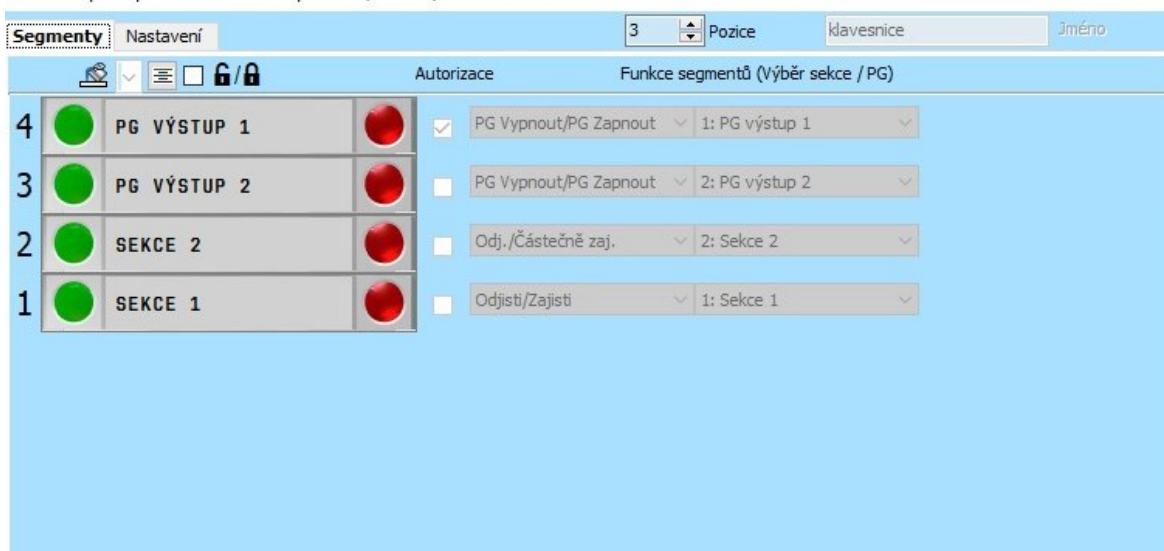 Segmenty Nastavení 3 Pozice klavesnice Jméno
Autorizace Funkce segmentů (Výběr sekce / PG)
4 PG VÝSTUP 1 PG Vypnout/PG Zapnout 1: PG výstup 1
3 PG VÝSTUP 2 PG Vypnout/PG Zapnout 2: PG výstup 2
2 SEKCE 2 Odj./Částečně zaj. 2: Sekce 2
1 SEKCE 1 Odjisti/Zajisti 1: Sekce 1